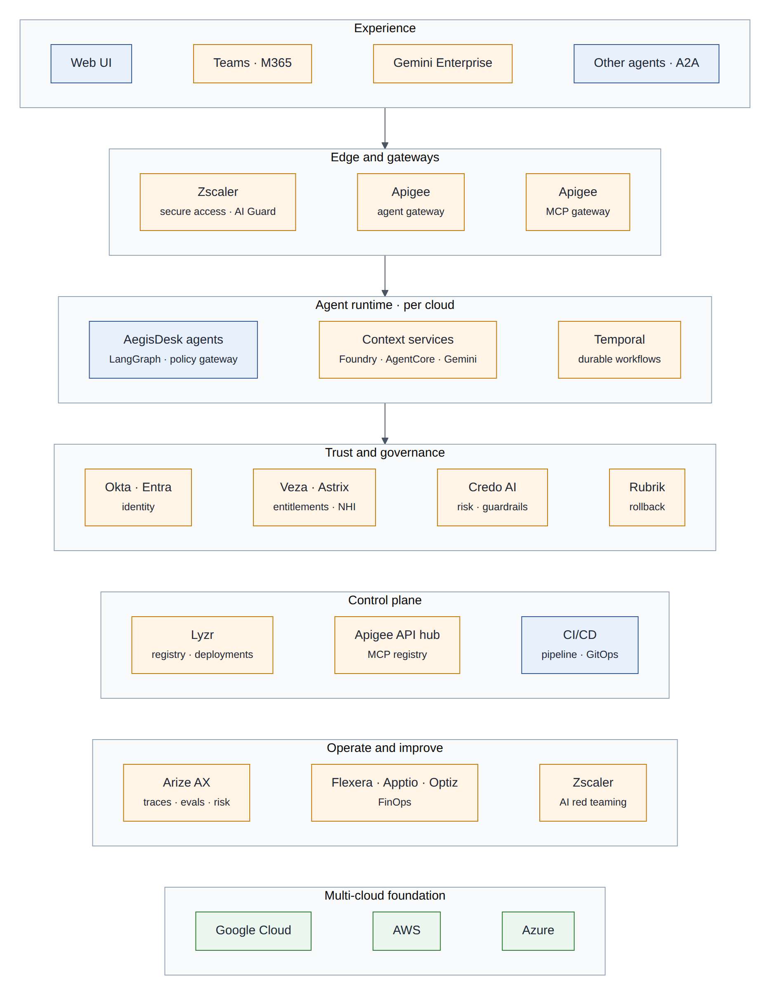 Experience
Web UI
Teams · M365
Gemini Enterprise
Other agents · A2A
Edge and gateways
Zscaler
secure access · AI Guard
Apigee
agent gateway
Apigee
MCP gateway
Agent runtime · per cloud
AegisDesk agents
LangGraph · policy gateway
Context services
Foundry · AgentCore · Gemini
Temporal
durable workflows
Trust and governance
Okta · Entra
identity
Veza · Astrix
entitlements · NHI
Credo AI
risk · guardrails
Rubrik
rollback
Control plane
Lyzr
registry · deployments
Apigee API hub
MCP registry
CI/CD
pipeline · GitOps
Operate and improve
Arize AX
traces · evals · risk
Flexera · Apptio · Optiz
FinOps
Zscaler
AI red teaming
Multi-cloud foundation
Google Cloud
AWS
Azure